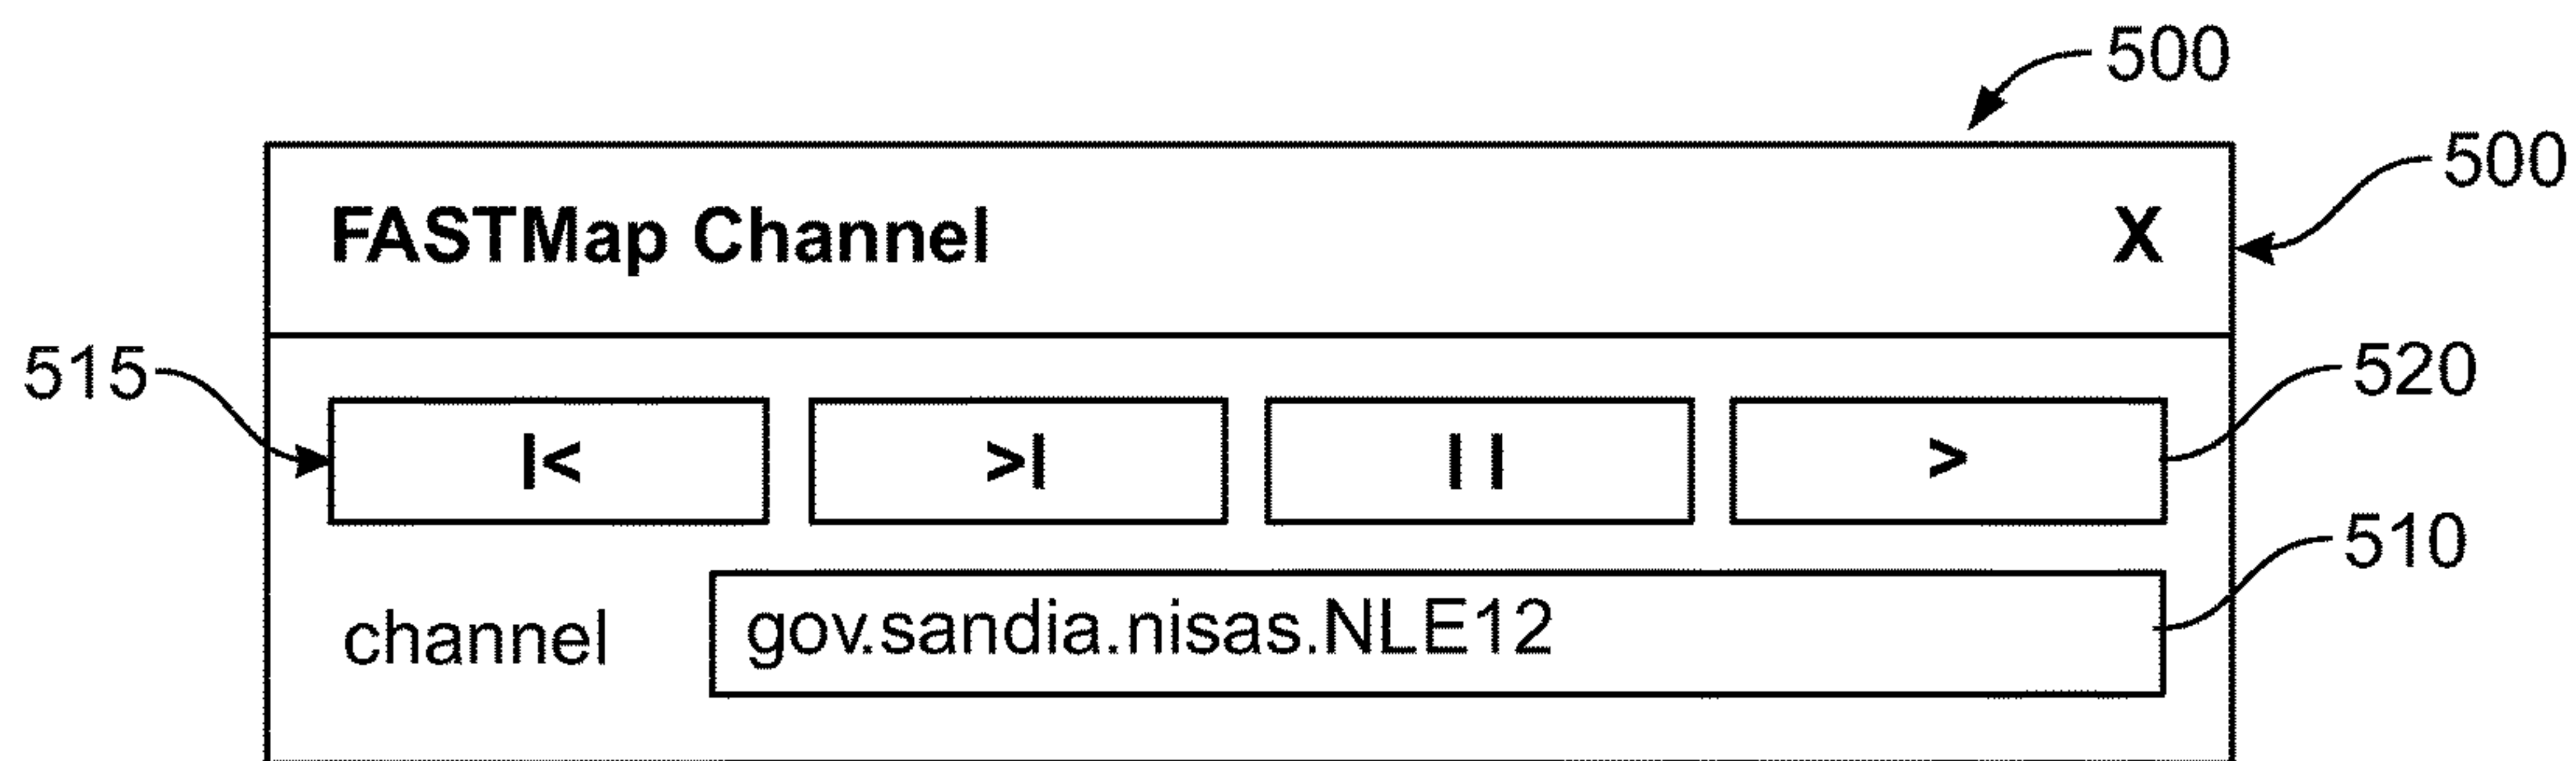 500
500
FASTMap Channel X
515 520
I< >I I I >
510
channel gov.sandia.nisas.NLE12